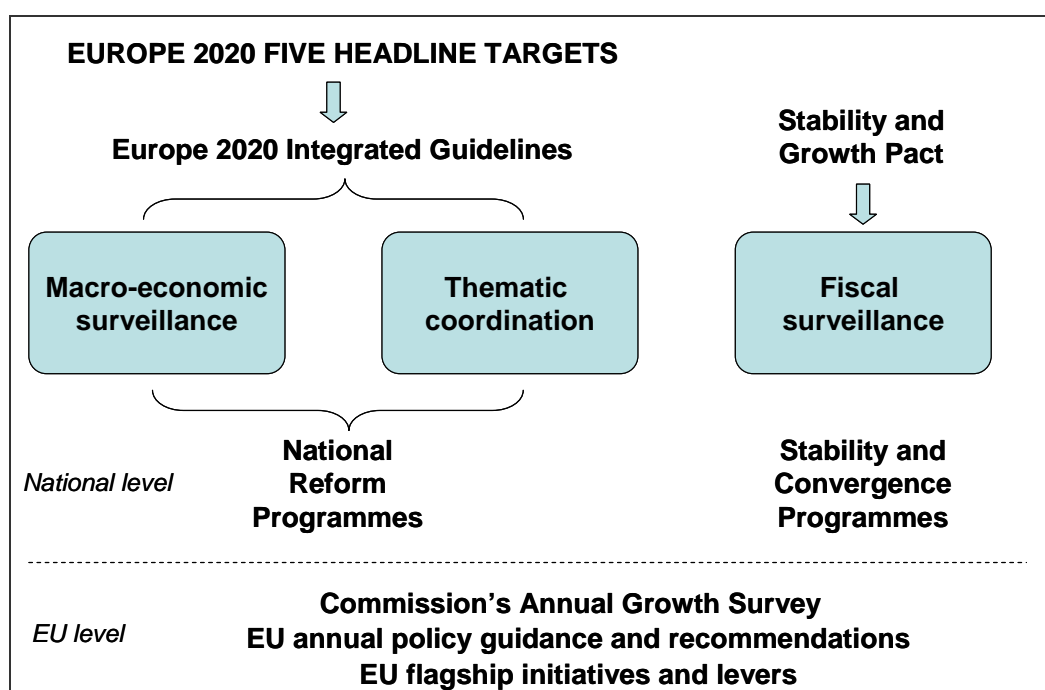 EUROPE 2020 FIVE HEADLINE TARGETS
Europe 2020 Integrated Guidelines
Stability and
Growth Pact
Macro-economic
surveillance
Thematic
coordination
Fiscal
surveillance
National level
National
Reform
Programmes
Stability and
Convergence
Programmes
EU level
Commission's Annual Growth Survey
EU annual policy guidance and recommendations
EU flagship initiatives and levers